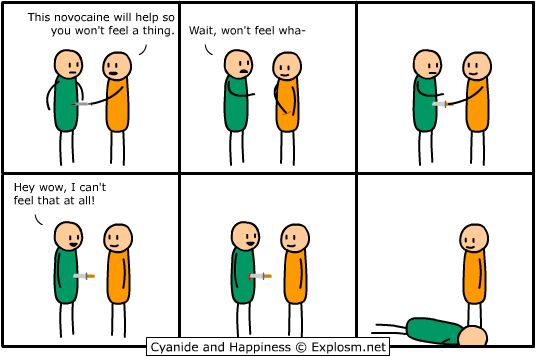 This novocaine will help so
you won't feel a thing.
Wait, won't feel wha-
Hey wow, I can't
feel that at all!
Cyanide and Happiness © Explosm.net